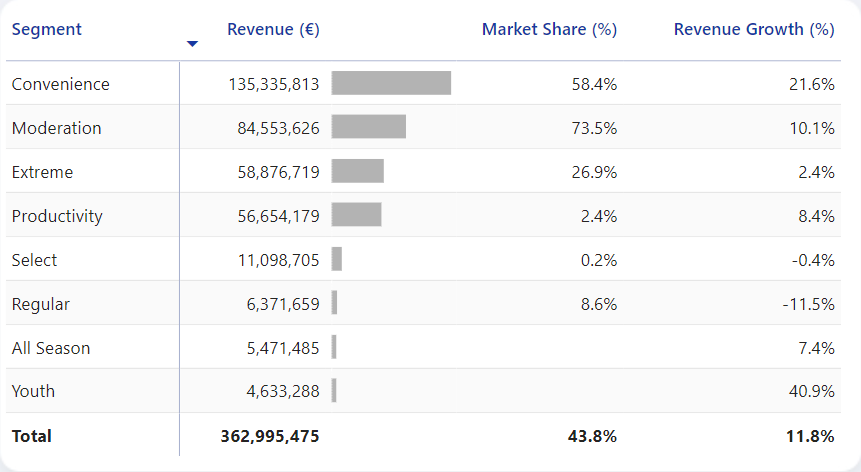 Segment Revenue (€) Market Share (%) Revenue Growth (%)
Convenience 135,335,813 58.4% 21.6%
Moderation 84,553,626 73.5% 10.1%
Extreme 58,876,719 26.9% 2.4%
Productivity 56,654,179 2.4% 8.4%
Select 11,098,705 0.2% -0.4%
Regular 6,371,659 8.6% -11.5%
All Season 5,471,485 7.4%
Youth 4,633,288 40.9%
Total 362,995,475 43.8% 11.8%